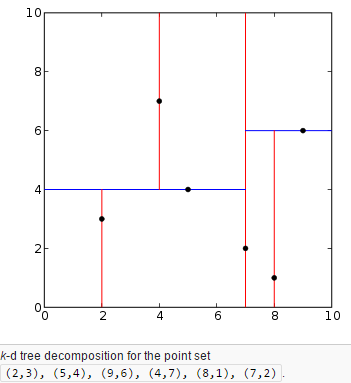 10
8
6
4
2
0
0 2 4 6 8 10
k-d tree decomposition for the point set
(2,3), (5,4), (9,6), (4,7), (8,1), (7,2).